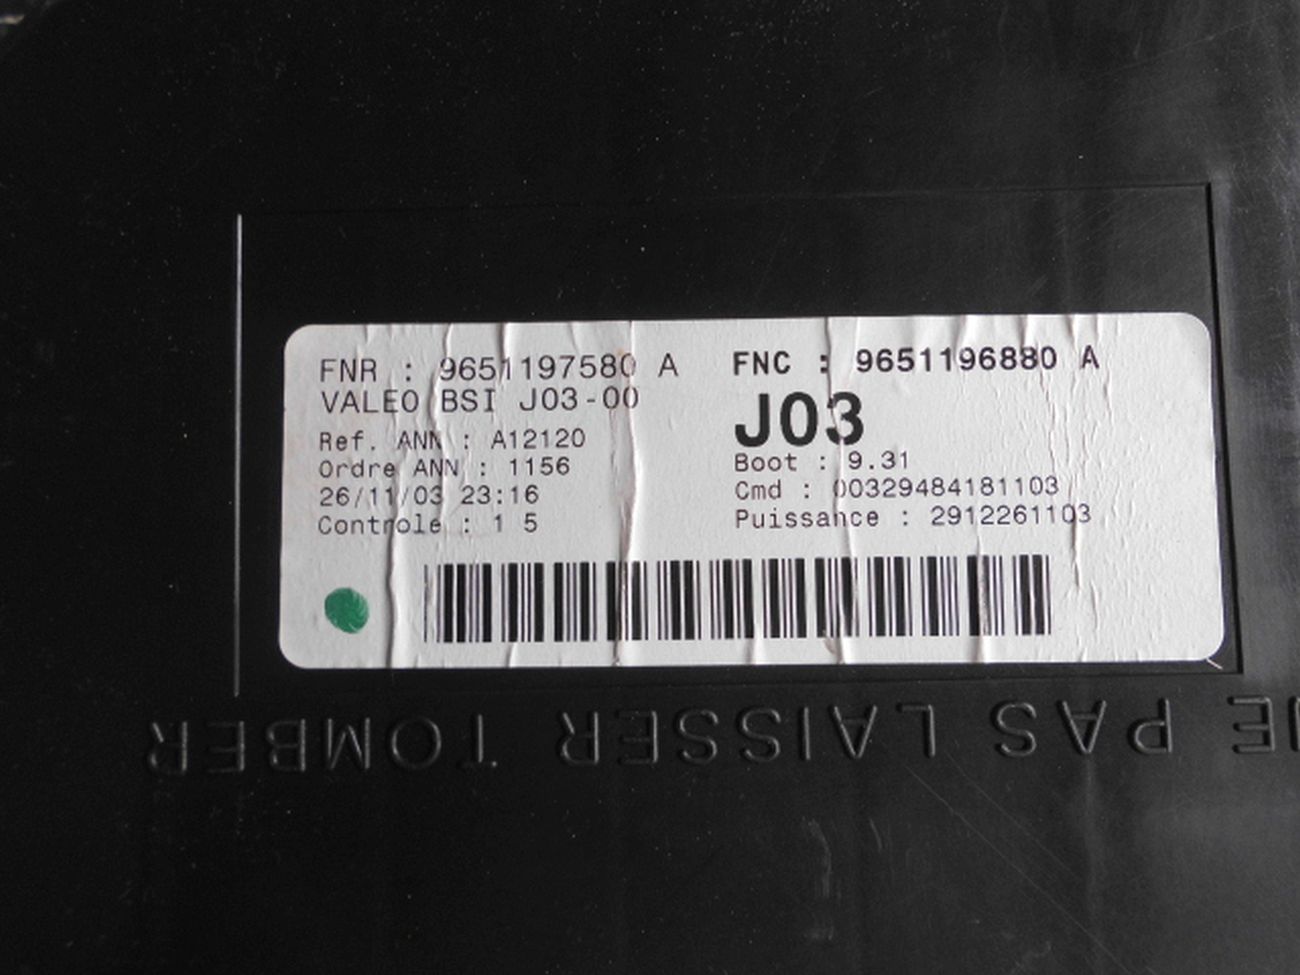 FNR : 9651197580 A
VALEO BSI J03-00
Ref. ANN : A12120
Ordre ANN : 1156
26/11/03 23:16
Controle : 1 5
FNC : 9651196880 A
J03
Boot : 9.31
Cmd : 00329484181103
Puissance : 2912261103
NE PAS LAISSER TOMBER